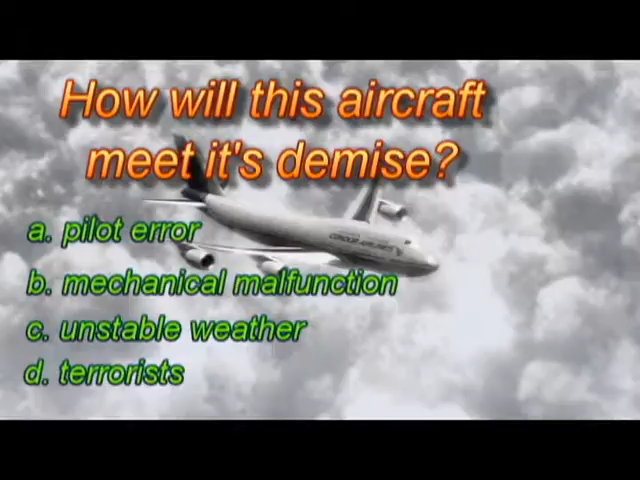 How will this aircraft
meet it's demise?
a. pilot error
b. mechanical malfunction
c. unstable weather
d. terrorists